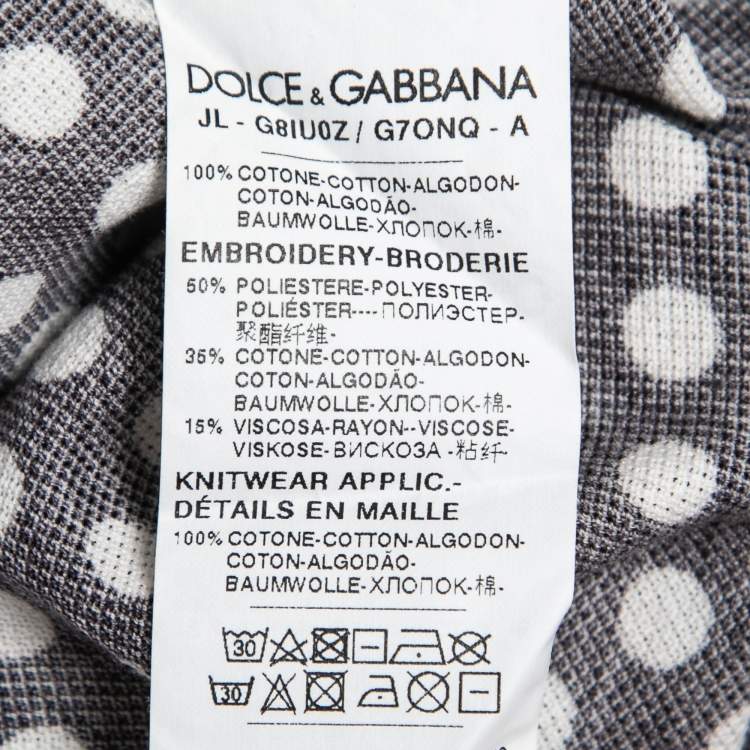 DOLCE & GABBANA
JL - G8IU0Z / G7ONQ - A
100% COTONE-COTTON-ALGODON-
COTON-ALGODÃO-
BAUMWOLLE-ХЛОПОК-棉-
EMBROIDERY-BRODERIE
50% POLIESTERE-POLYESTER-
POLIÉSTER----ПОЛИЭСТЕР-
聚酯纤维-
35% COTONE-COTTON-ALGODON-
COTON-ALGODÃO-
BAUMWOLLE-ХЛОПОК-棉-
15% VISCOSA-RAYON--VISCOSE-
VISKOSE-ВИСКОЗА -粘纤-
KNITWEAR APPLIC.-
DÉTAILS EN MAILLE
100% COTONE-COTTON-ALGODON-
COTON-ALGODÃO-
BAUMWOLLE-ХЛОПОК-棉-
30
30